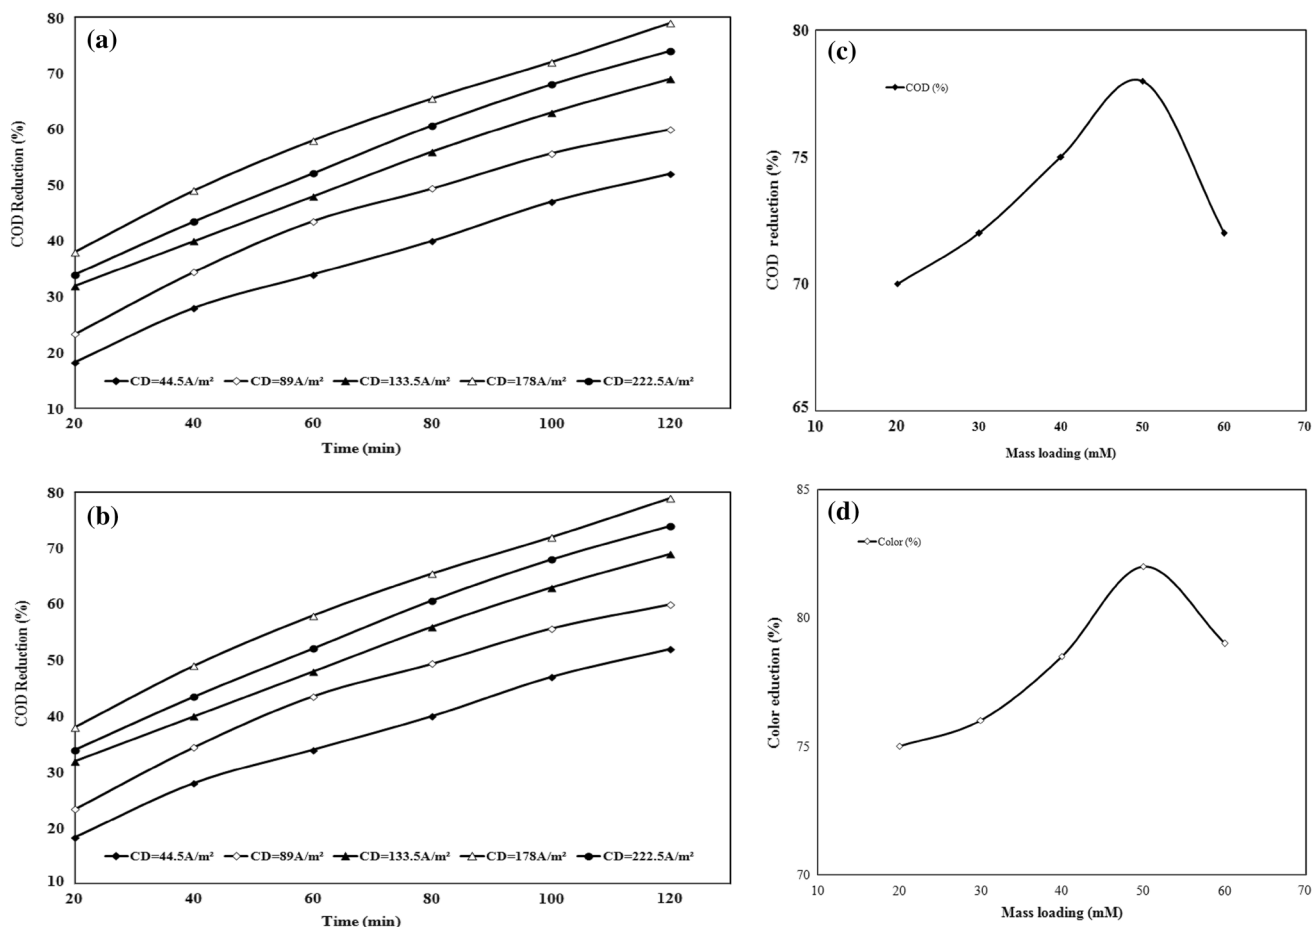 (a)
COD Reduction (%)
80
70
60
50
40
30
20
10
CD=44.5A/m² CD=89A/m² CD=133.5A/m² CD=178A/m² CD=222.5A/m²
20 40 60 80 100 120
Time (min)
(c)
COD reduction (%)
80
75
70
65
COD (%)
10 20 30 40 50 60 70
Mass loading (mM)
(b)
COD Reduction (%)
80
70
60
50
40
30
20
10
CD=44.5A/m² CD=89A/m² CD=133.5A/m² CD=178A/m² CD=222.5A/m²
20 40 60 80 100 120
Time (min)
(d)
Color eduction (%)
85
80
75
70
Color (%)
10 20 30 40 50 60 70
Mass loading (mM)